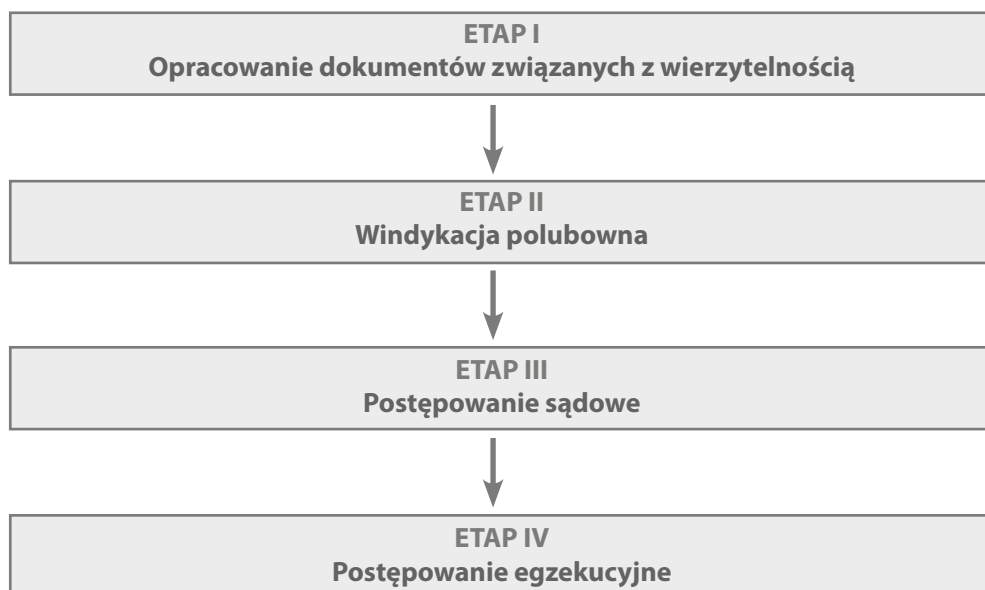 ETAP I
Opracowanie dokumentów związanych z wierzytelnością
ETAP II
Windykacja polubowna
ETAP III
Postępowanie sądowe
ETAP IV
Postępowanie egzekucyjne